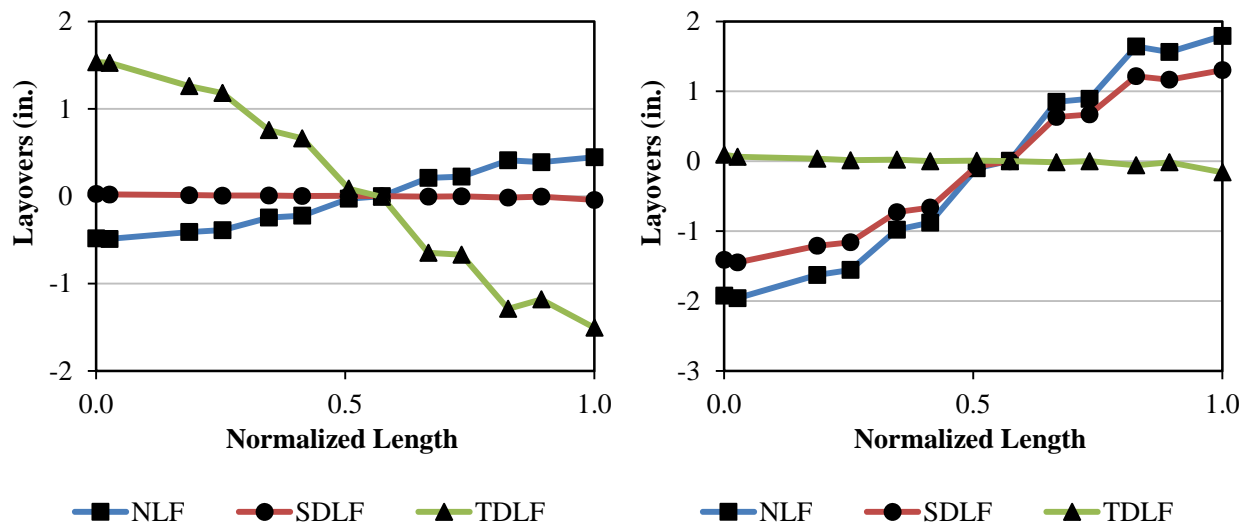 2
1
0
-1
-2
Layovers (in.)
0.0
0.5
1.0
Normalized Length
NLF
SDLF
TDLF
2
1
0
-1
-2
-3
Layovers (in.)
0.0
0.5
1.0
Normalized Length
NLF
SDLF
TDLF